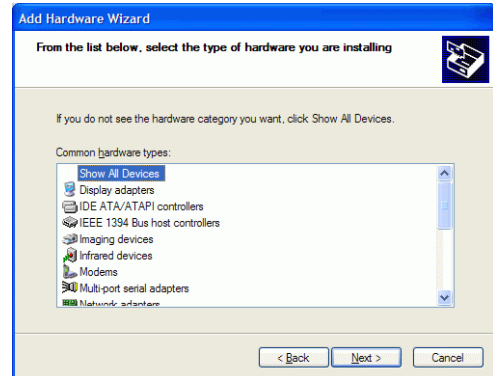 Add Hardware Wizard
From the list below, select the type of hardware you are installing
If you do not see the hardware category you want, click Show All Devices.
Common hardware types:
Show All Devices
Display adapters
IDE ATA/ATAPI controllers
IEEE 1394 Bus host controllers
Imaging devices
Infrared devices
Modems
Multi-port serial adapters
Network adapters
< Back
Next >
Cancel